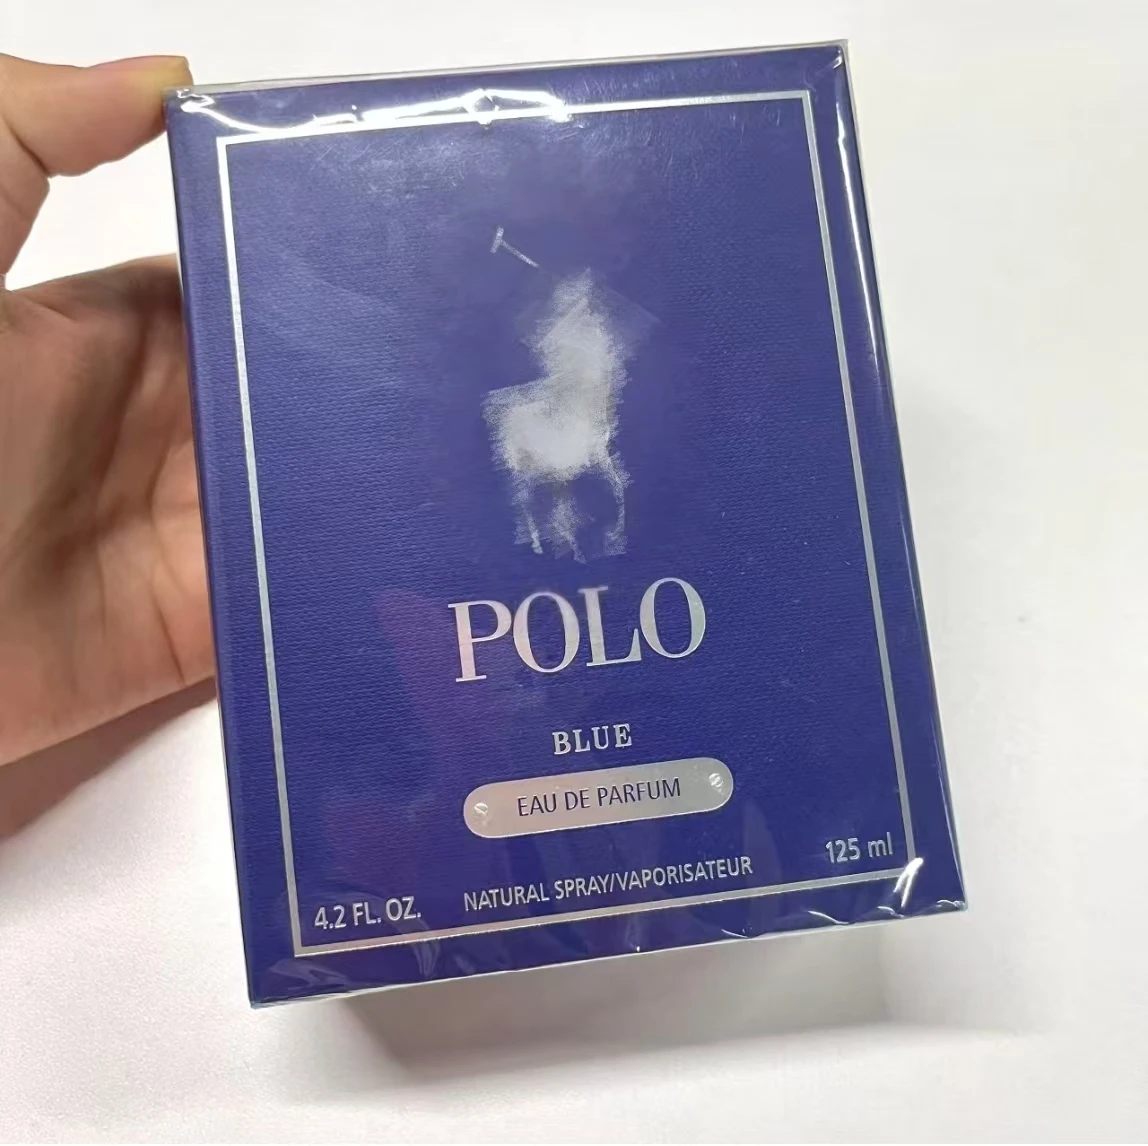 POLO
BLUE
EAU DE PARFUM
125 ml
NATURAL SPRAY/VAPORISATEUR
4.2 FL. OZ.